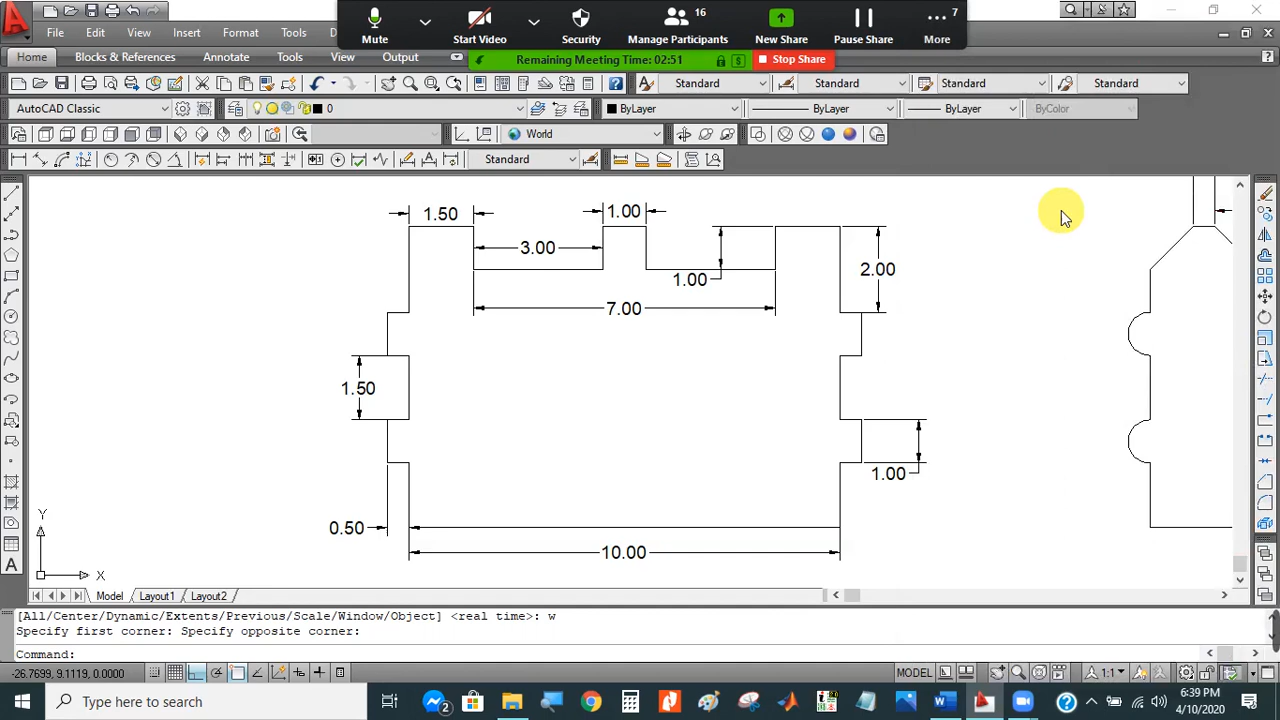 16
7
Mute
Start Video
Security
Manage Participants
New Share
Pause Share
More
File
Edit
View
Insert
Format
Tools
Remaining Meeting Time: 02:51
Stop Share
Home
Blocks & References
Annotate
Tools
View
Output
Standard
Standard
Standard
Standard
AutoCAD Classic
0
ByLayer
ByLayer
ByLayer
ByColor
World
Standard
1.50
1.00
3.00
1.00
2.00
7.00
1.50
1.00
0.50
10.00
Y
X
Model
Layout1
Layout2
[All/Center/Dynamic/Extents/Previous/Scale/Window/Object] <real time>: w
Specify first corner: Specify opposite corner:
Command:
-26.7699, 9.1119, 0.0000
MODEL
1:1
Type here to search
2
6:39 PM
4/10/2020